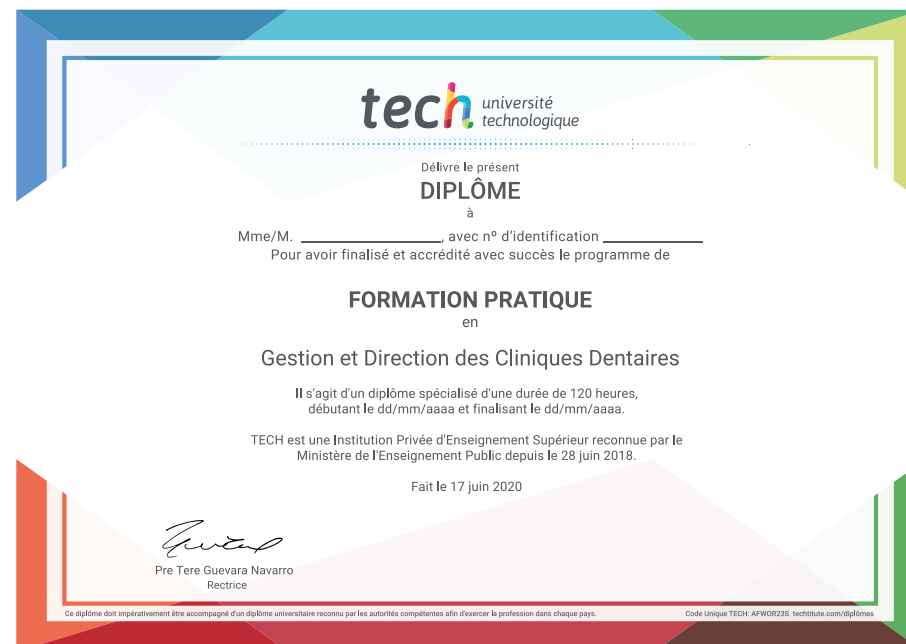 tech université
technologique
Délivre le présent
DIPLÔME
à
Mme/M. ____________________, avec nº d'identification ______________
Pour avoir finalisé et accrédité avec succès le programme de
FORMATION PRATIQUE
en
Gestion et Direction des Cliniques Dentaires
Il s'agit d'un diplôme spécialisé d'une durée de 120 heures,
débutant le dd/mm/aaaa et finalisant le dd/mm/aaaa.
TECH est une Institution Privée d'Enseignement Supérieur reconnue par le
Ministère de l'Enseignement Public depuis le 28 juin 2018.
Fait le 17 juin 2020
Pre Tere Guevara Navarro
Rectrice
Ce diplôme doit impérativement être accompagné d'un diplôme universitaire reconnu par les autorités compétentes afin d'exercer la profession dans chaque pays.
Code Unique TECH: AFWOR23S techtitute.com/diplômes